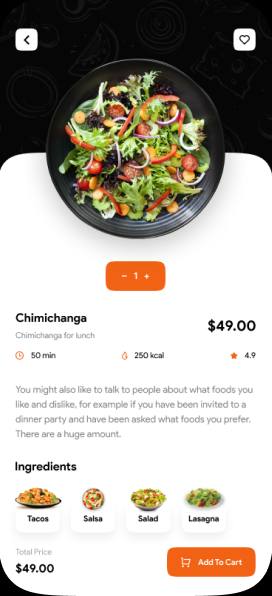 − 1 +
Chimichanga
Chimichanga for lunch
$49.00
50 min
250 kcal
4.9
You might also like to talk to people about what foods you
like and dislike, for example if you have been invited to a
dinner party and have been asked what foods you prefer.
There are a huge amount.
Ingredients
Tacos
Salsa
Salad
Lasagna
Total Price
$49.00
Add To Cart